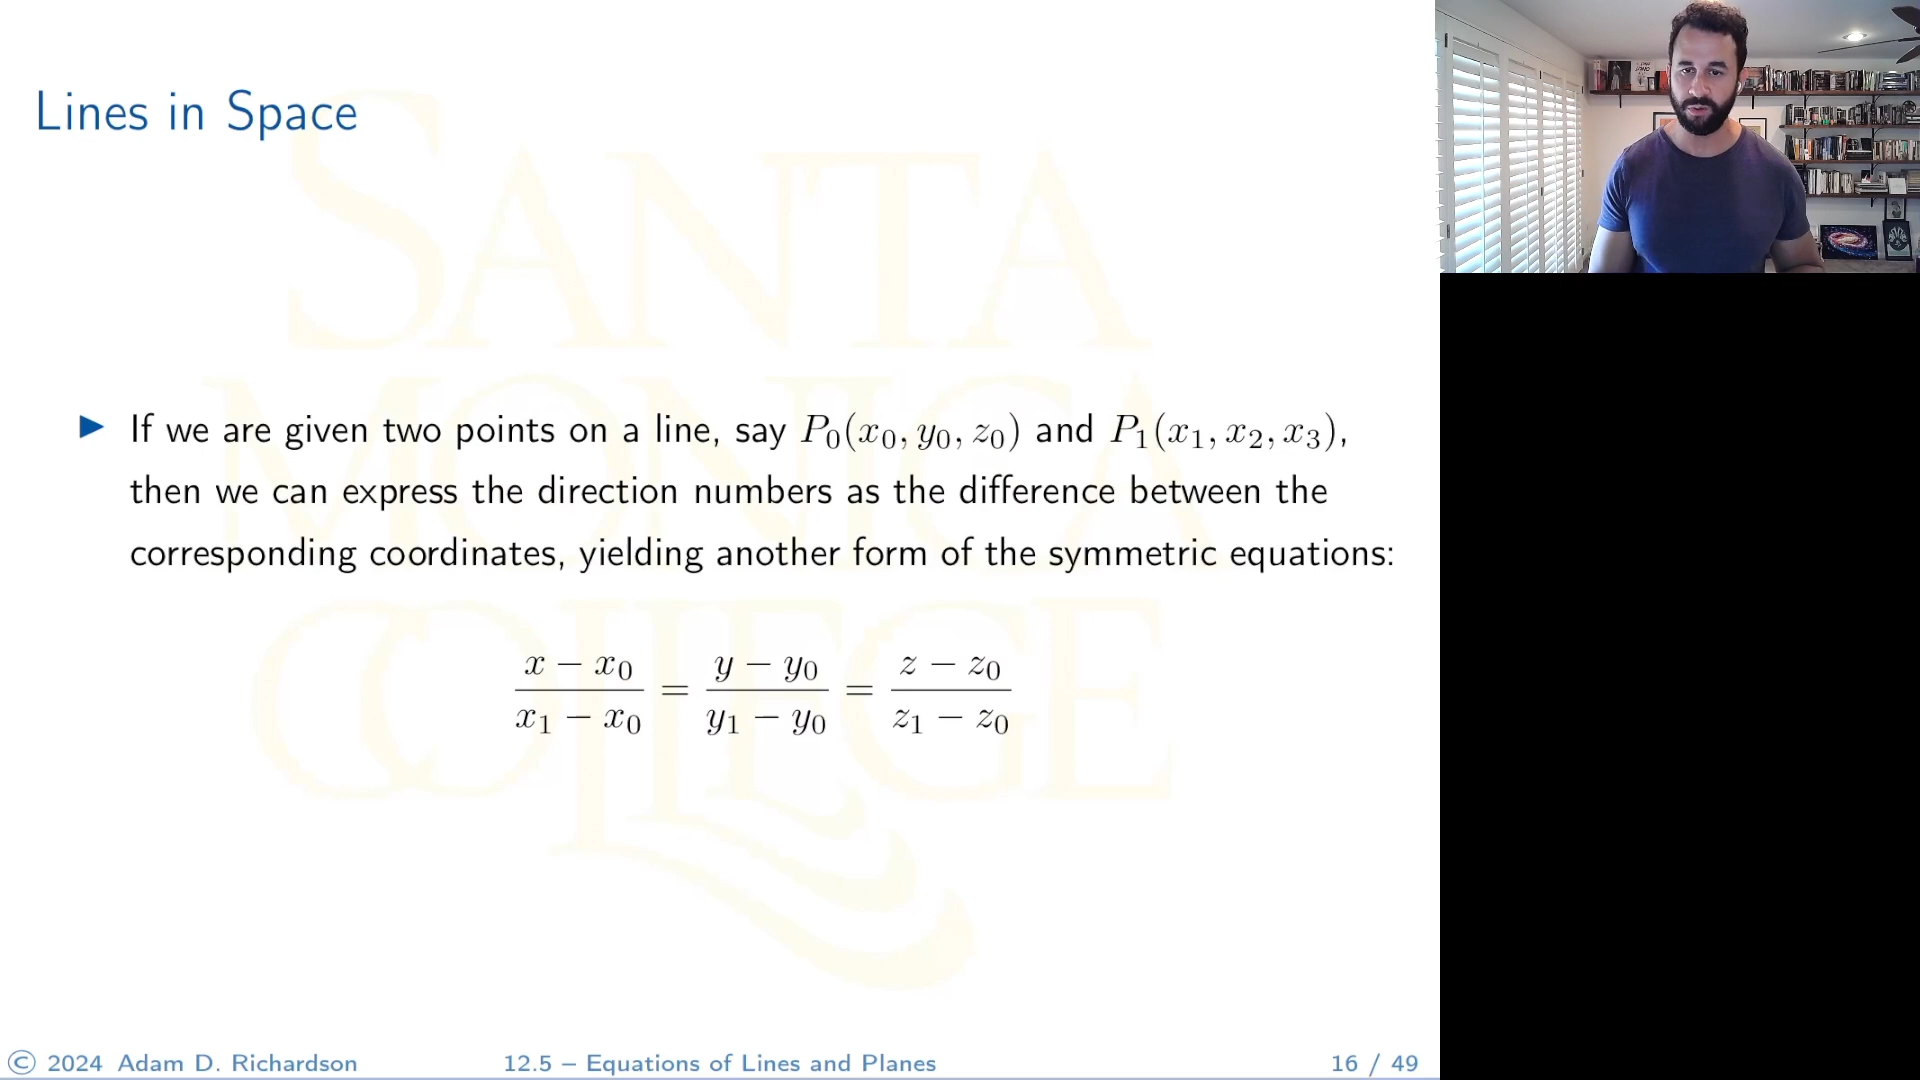 Lines in Space
SANTA
MONICA
COLLEGE
▶ If we are given two points on a line, say P₀(x₀, y₀, z₀) and P₁(x₁, x₂, x₃),
then we can express the direction numbers as the difference between the
corresponding coordinates, yielding another form of the symmetric equations:
(x − x₀)/(x₁ − x₀) = (y − y₀)/(y₁ − y₀) = (z − z₀)/(z₁ − z₀)
© 2024 Adam D. Richardson 12.5 – Equations of Lines and Planes 16 / 49